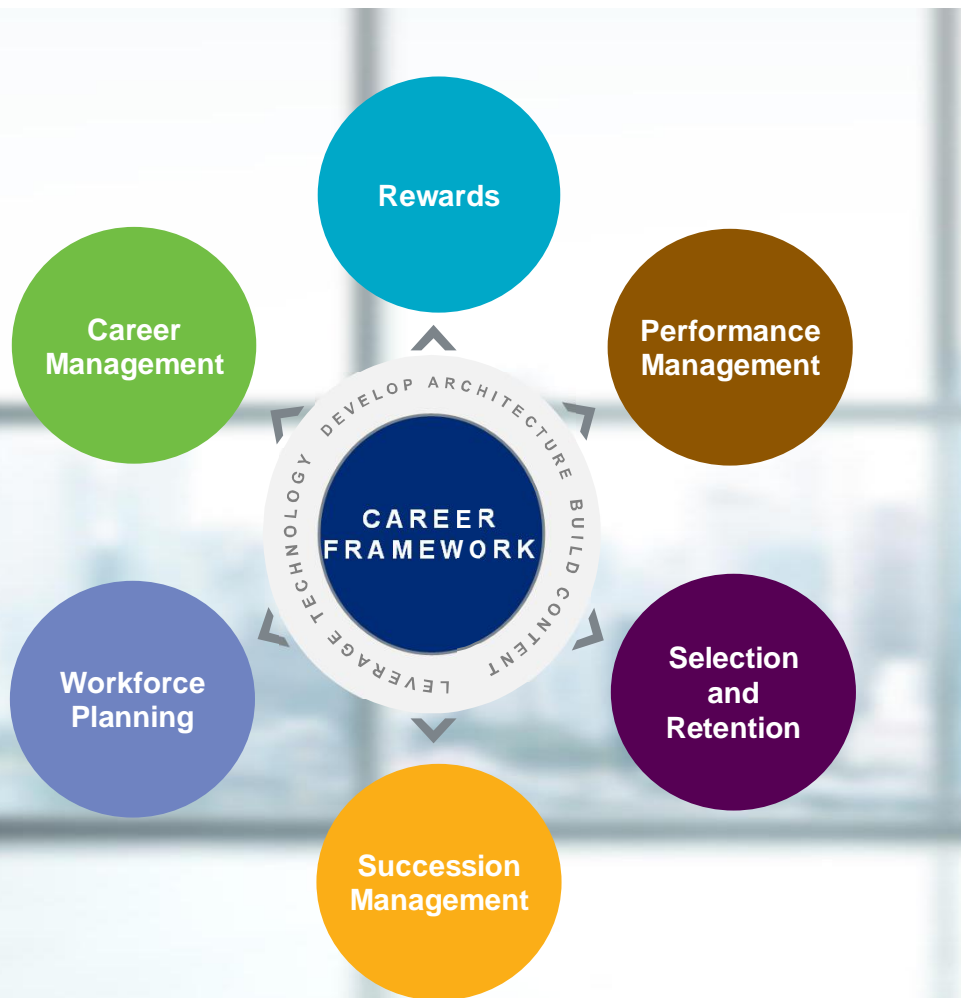 Rewards
Career
Management
Performance
Management
DEVELOP ARCHITECTURE
BUILD CONTENT
LEVERAGE TECHNOLOGY
CAREER
FRAMEWORK
Workforce
Planning
Selection
and
Retention
Succession
Management